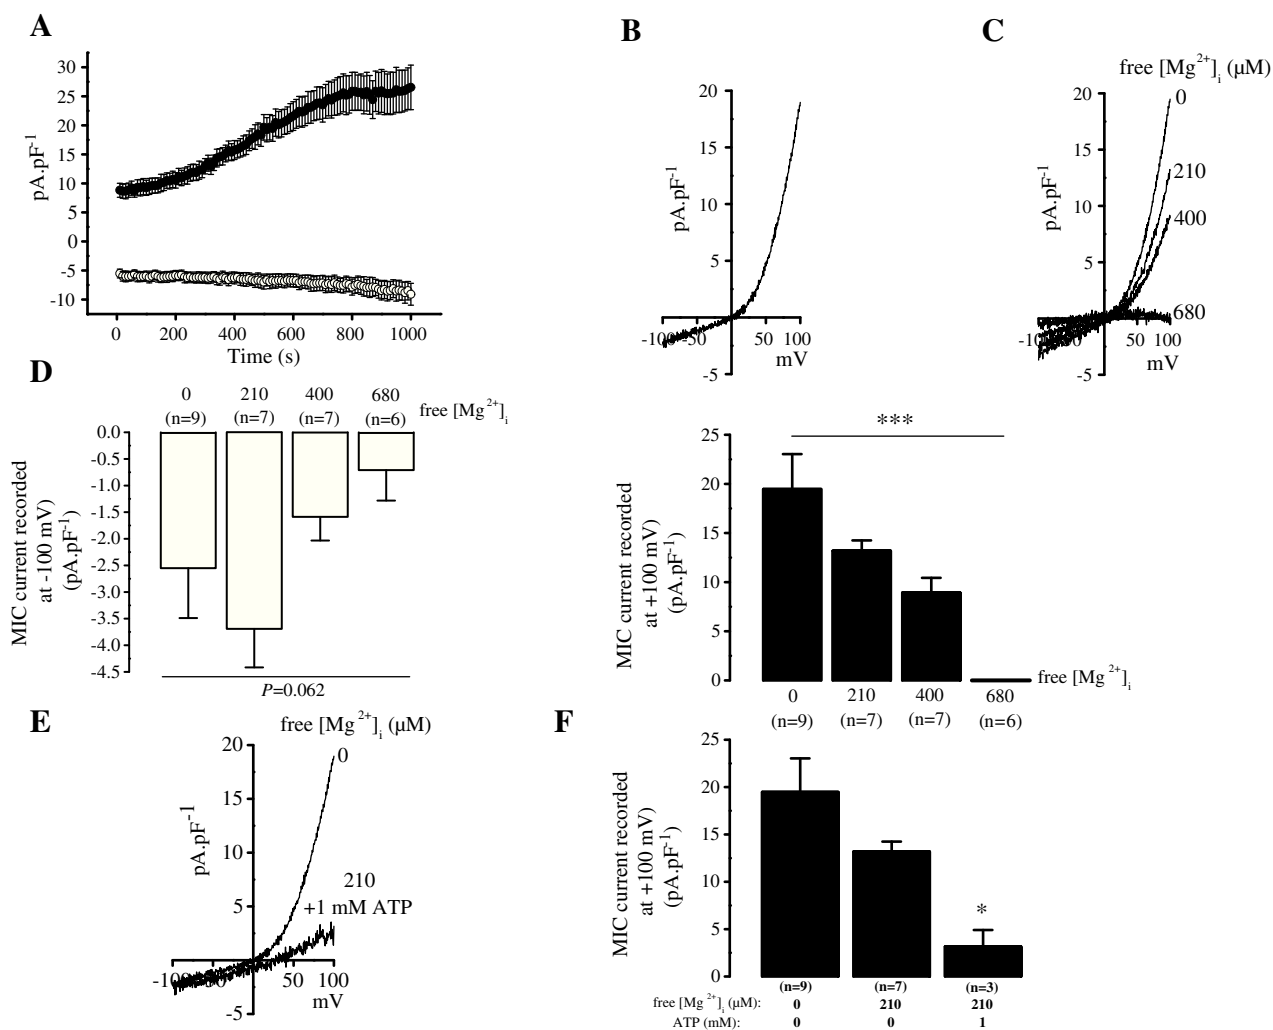 A
pA.pF⁻¹
30
25
20
15
10
5
0
-5
-10
0 200 400 600 800 1000
Time (s)
B
pA.pF⁻¹
20
15
10
5
-5
-100 -50 50 100
mV
C
free [Mg²⁺]ᵢ (µM)
pA.pF⁻¹
20
15
10
5
-5
0
210
400
680
-100 -50 50 100
mV
D
0 210 400 680
(n=9) (n=7) (n=7) (n=6)
free [Mg²⁺]ᵢ
MIC current recorded
at -100 mV)
(pA.pF⁻¹)
0.0
-0.5
-1.0
-1.5
-2.0
-2.5
-3.0
-3.5
-4.0
-4.5
P=0.062
MIC current recorded
at +100 mV)
(pA.pF⁻¹)
25
20
15
10
5
0
***
0 210 400 680
(n=9) (n=7) (n=7) (n=6)
free [Mg²⁺]ᵢ
E
free [Mg²⁺]ᵢ (µM)
pA.pF⁻¹
20
15
10
5
-5
0
210
+1 mM ATP
-100 -50 50 100
mV
F
MIC current recorded
at +100 mV)
(pA.pF⁻¹)
25
20
15
10
5
0
*
(n=9) (n=7) (n=3)
free [Mg²⁺]ᵢ (µM): 0 210 210
ATP (mM): 0 0 1